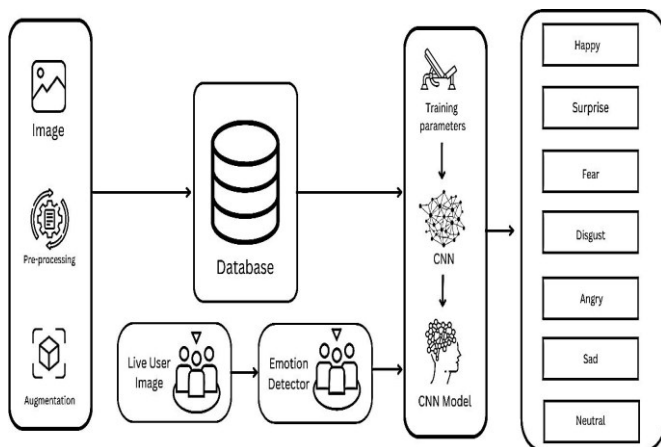 Image
Pre-processing
Augmentation
Database
Live User
Image
Emotion
Detector
Training
parameters
CNN
CNN Model
Happy
Surprise
Fear
Disgust
Angry
Sad
Neutral